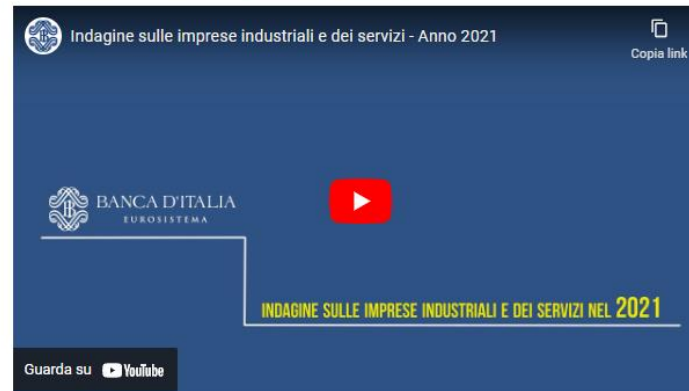 Indagine sulle imprese industriali e dei servizi - Anno 2021
Copia link
BANCA D'ITALIA
EUROSISTEMA
INDAGINE SULLE IMPRESE INDUSTRIALI E DEI SERVIZI NEL 2021
Guarda su YouTube